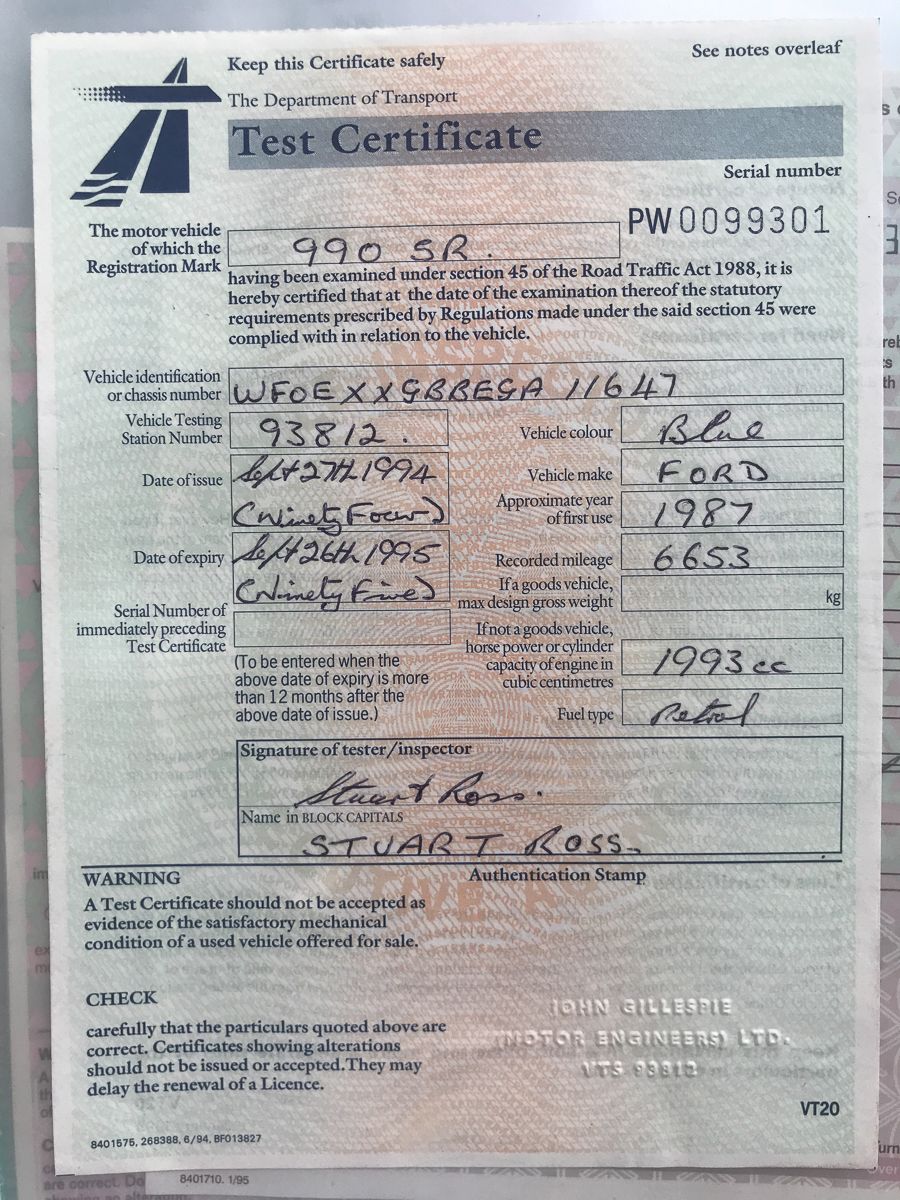 Keep this Certificate safely
See notes overleaf
The Department of Transport
Test Certificate
Serial number
PW 0099301
The motor vehicle
of which the
Registration Mark
990 SR.
having been examined under section 45 of the Road Traffic Act 1988, it is
hereby certified that at the date of the examination thereof the statutory
requirements prescribed by Regulations made under the said section 45 were
complied with in relation to the vehicle.
Vehicle identification
or chassis number
WFOEXXGBBEGA 11647
Vehicle Testing
Station Number
93812.
Vehicle colour
Blue
Date of issue
Sept 27th 1994
(Ninety Four)
Vehicle make
FORD
Approximate year
of first use
1987
Date of expiry
Sept 26th 1995
(Ninety Five)
Recorded mileage
6653
If a goods vehicle,
max design gross weight
kg
Serial Number of
immediately preceding
Test Certificate
(To be entered when the
above date of expiry is more
than 12 months after the
above date of issue.)
If not a goods vehicle,
horse power or cylinder
capacity of engine in
cubic centimetres
1993 cc
Fuel type
Petrol
Signature of tester/inspector
Stuart Ross.
Name in BLOCK CAPITALS
STUART ROSS
WARNING
A Test Certificate should not be accepted as
evidence of the satisfactory mechanical
condition of a used vehicle offered for sale.
Authentication Stamp
CHECK
carefully that the particulars quoted above are
correct. Certificates showing alterations
should not be issued or accepted. They may
delay the renewal of a Licence.
JOHN GILLESPIE
(MOTOR ENGINEERS) LTD.
VTS 93812
VT20
8401575, 268388, 6/94, BF013827
are correct. Do
8401710. 1/95